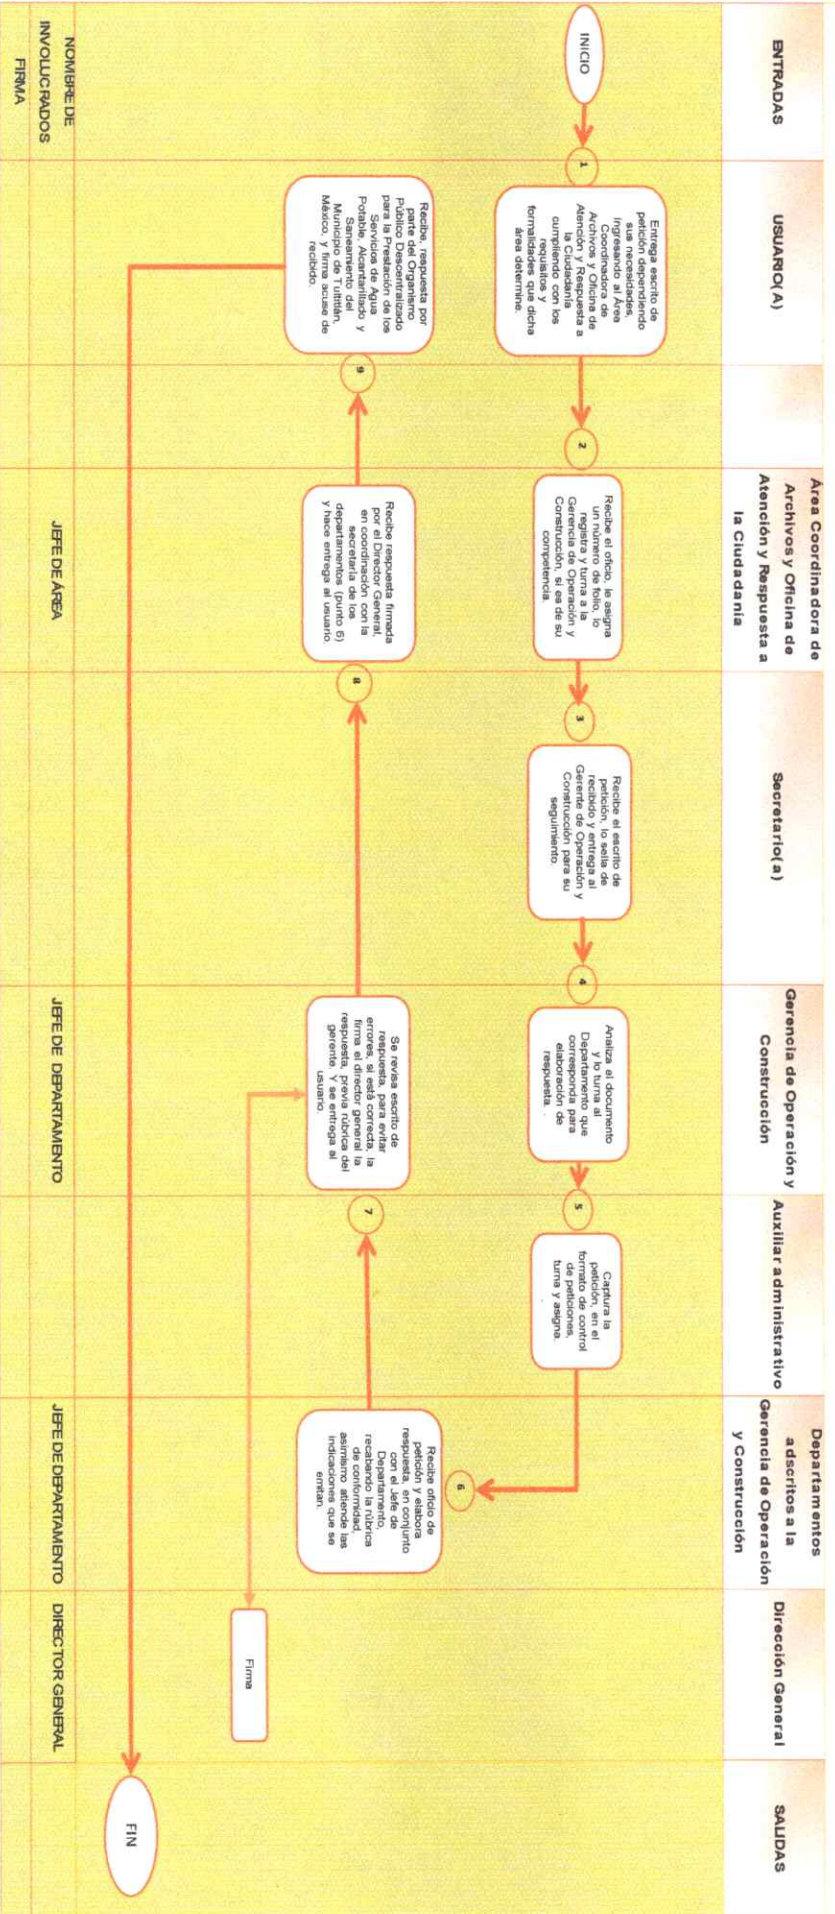 ENTRADAS
USUARIO(A)
Área Coordinadora de
Archivos y Oficina de
Atención y Respuesta a
la Ciudadanía
Secretario(a)
Gerencia de Operación y
Construcción
Auxiliar administrativo
Departamentos
adscritos a la
Gerencia de Operación
y Construcción
Dirección General
SALIDAS
INICIO
1
Entrega escrito de
petición dependiendo
sus necesidades,
ingresando al Área
Coordinadora de
Archivos y Oficina de
Atención y Respuesta a
la Ciudadanía
cumpliendo con los
requisitos y
formalidades que dicha
área determine.
2
Recibe el oficio, le asigna
un número de folio, lo
registra y turna a la
Gerencia de Operación y
Construcción, si es de su
competencia.
3
Recibe el escrito de
petición, lo sella de
recibido y entrega al
Gerente de Operación y
Construcción para su
seguimiento.
4
Analiza el documento
y lo turna al
Departamento que
corresponda para
elaboración de
respuesta.
5
Captura la
petición, en el
formato de control
de peticiones,
turna y asigna.
6
Recibe oficio de
petición y elabora
respuesta, en conjunto
con el Jefe de
Departamento,
recabando la rúbrica
de conformidad,
asimismo atiende las
indicaciones que se
emitan.
7
Se revisa escrito de
respuesta, para evitar
errores, si está correcta, la
firma el director general la
respuesta, previa rúbrica del
gerente. Y se entrega al
usuario.
Firma
8
Recibe respuesta firmada
por el Director General,
en coordinación con la
secretaría de los
departamentos (punto 6)
y hace entrega al usuario.
9
Recibe, respuesta por
parte del Organismo
Público Descentralizado
para la Prestación de los
Servicios de Agua
Potable, Alcantarillado y
Saneamiento del
Municipio de Tultitlán,
México, y firma acuse de
recibido.
FIN
NOMBRE DE
INVOLUCRADOS
JEFE DE ÁREA
JEFE DE DEPARTAMENTO
JEFE DE DEPARTAMENTO
DIRECTOR GENERAL
FIRMA